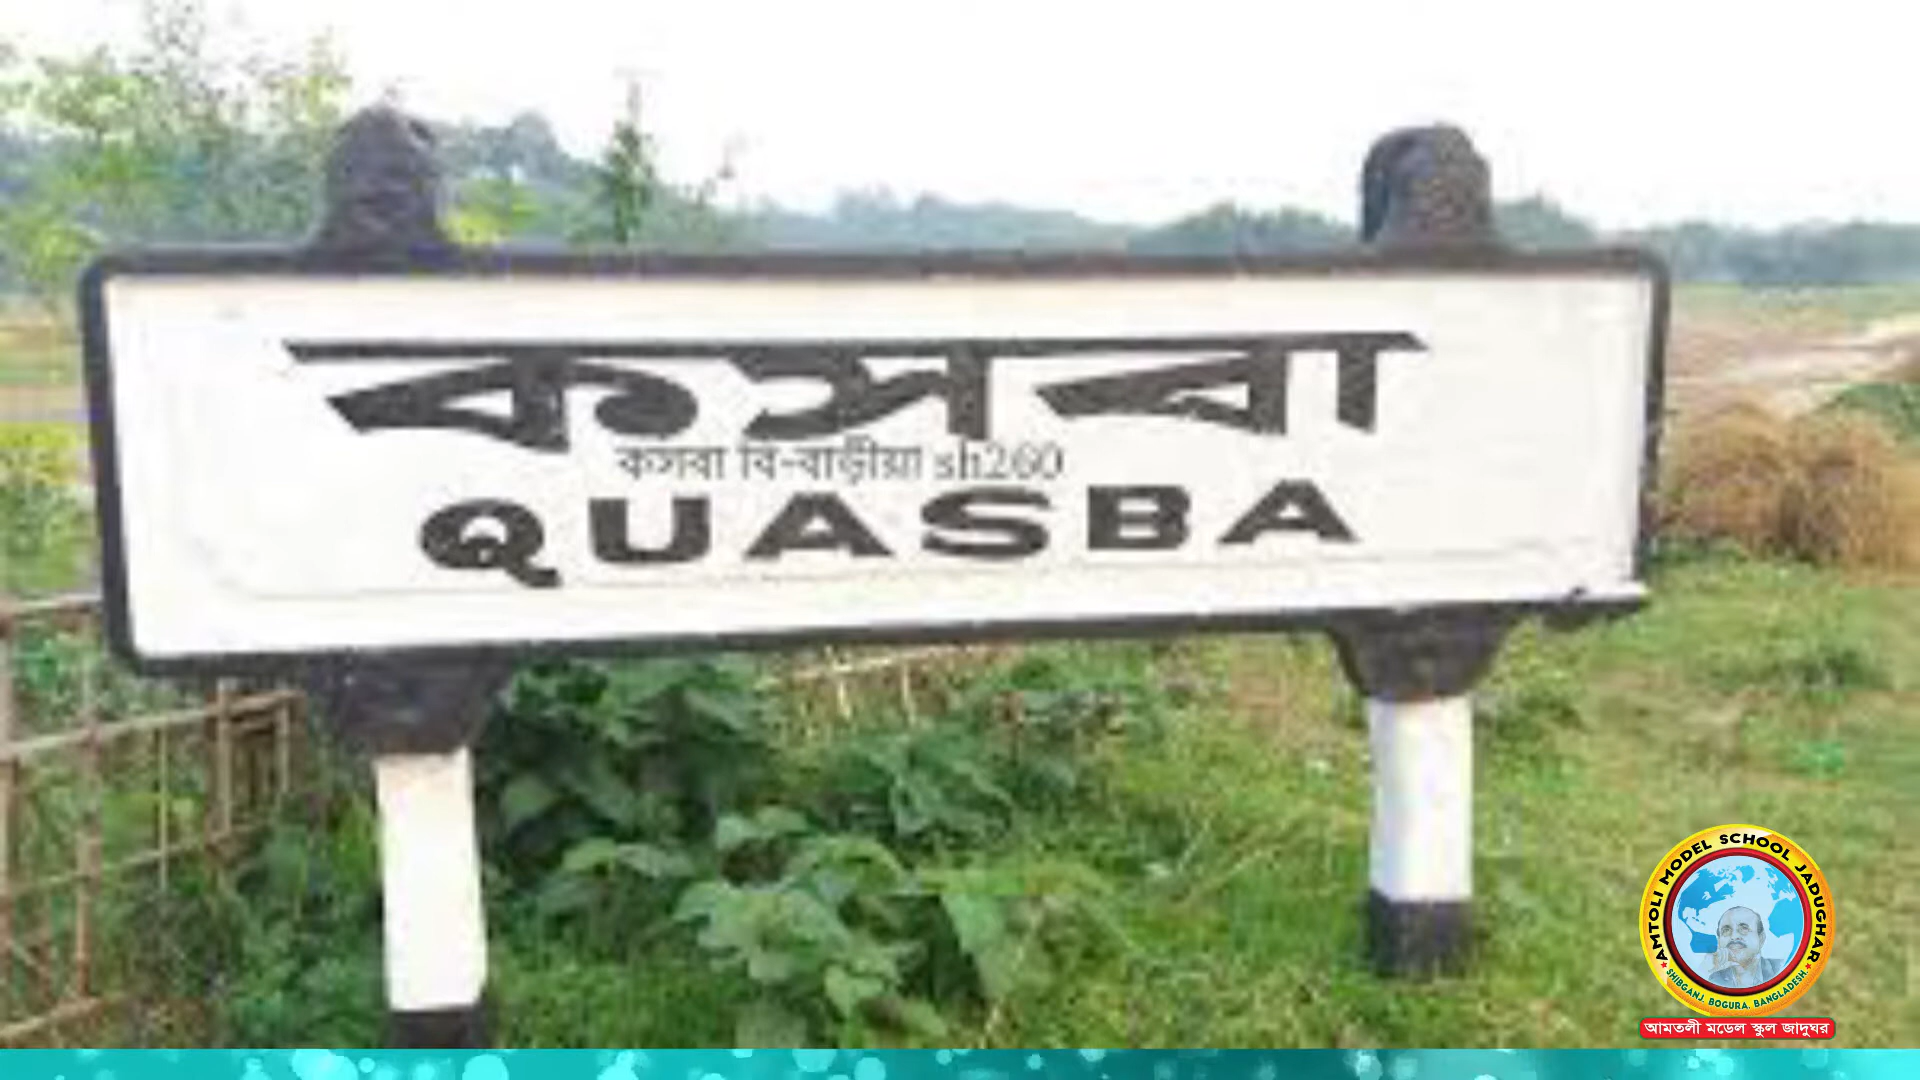 কসবা
কসবা বি-বাড়ীয়া sh260
QUASBA
AMTOLI MODEL SCHOOL JADUGHAR
SHIBGANJ, BOGURA, BANGLADESH.
আমতলী মডেল স্কুল জাদুঘর